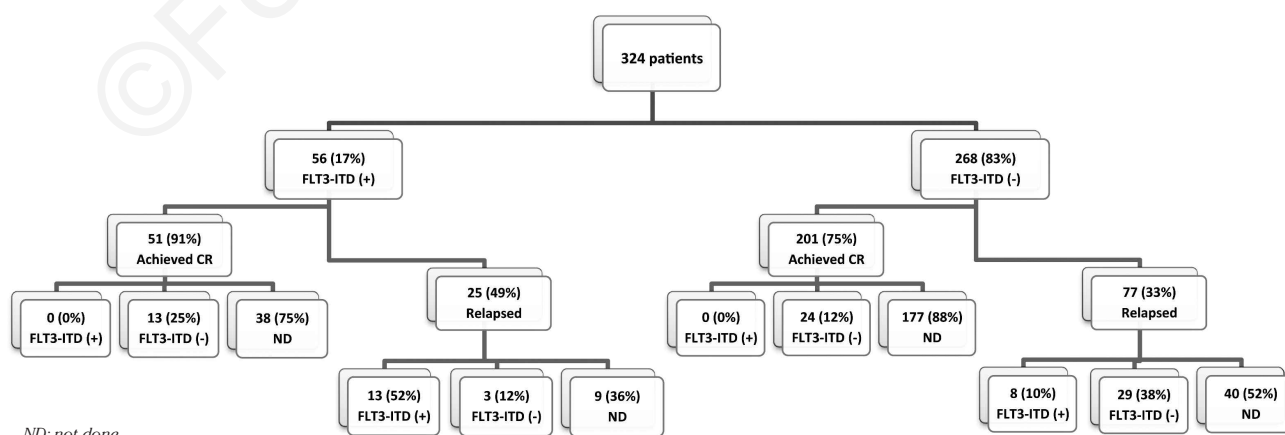 ©F
324 patients
56 (17%)
FLT3-ITD (+)
268 (83%)
FLT3-ITD (-)
51 (91%)
Achieved CR
201 (75%)
Achieved CR
25 (49%)
Relapsed
77 (33%)
Relapsed
0 (0%)
FLT3-ITD (+)
13 (25%)
FLT3-ITD (-)
38 (75%)
ND
0 (0%)
FLT3-ITD (+)
24 (12%)
FLT3-ITD (-)
177 (88%)
ND
13 (52%)
FLT3-ITD (+)
3 (12%)
FLT3-ITD (-)
9 (36%)
ND
8 (10%)
FLT3-ITD (+)
29 (38%)
FLT3-ITD (-)
40 (52%)
ND
ND: not done